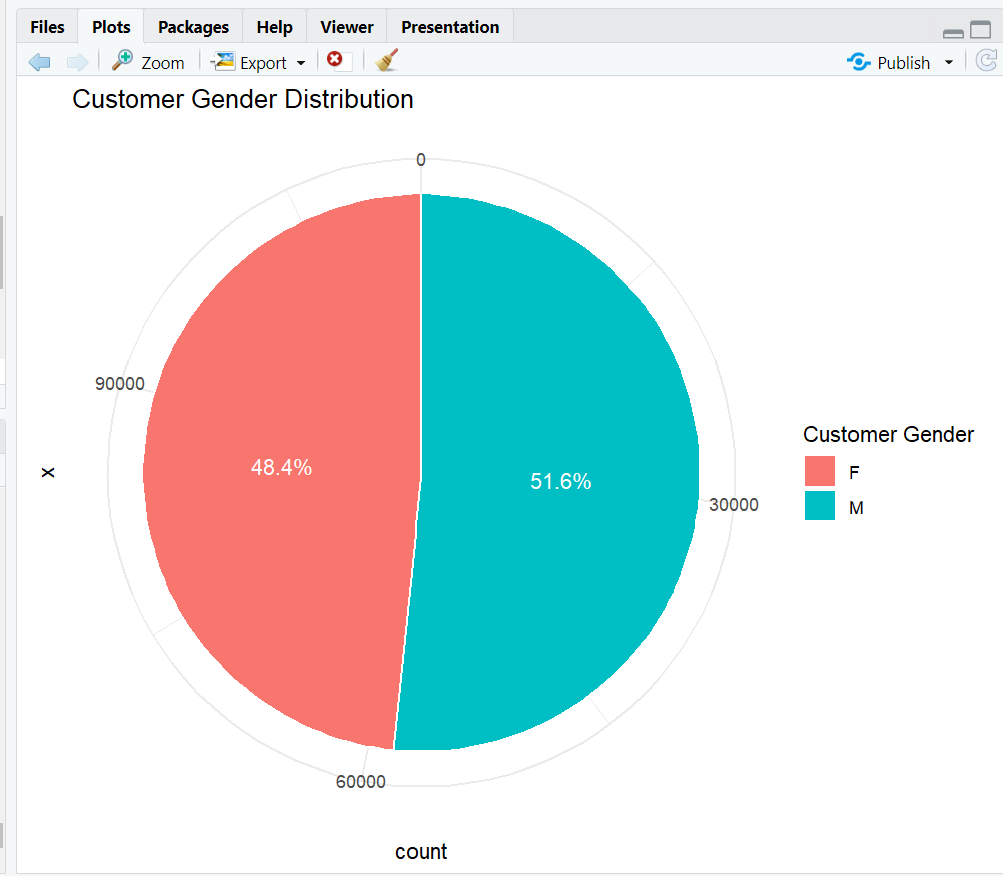 Files Plots Packages Help Viewer Presentation
Zoom Export Publish
Customer Gender Distribution
0
90000
x
48.4%
51.6%
30000
60000
count
Customer Gender
F
M